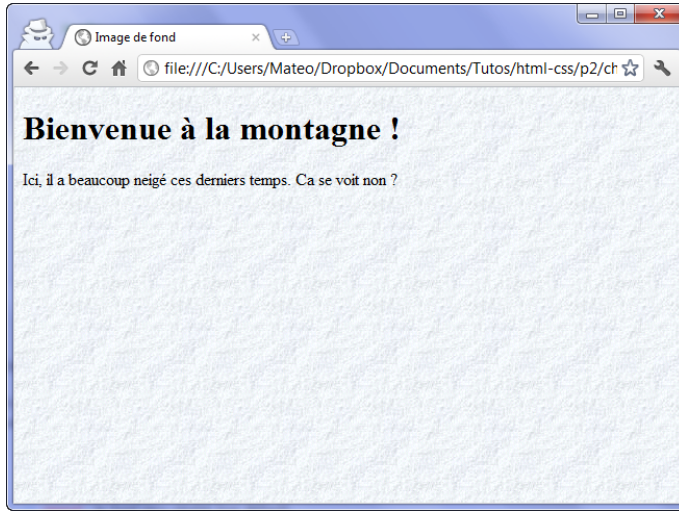 Image de fond
file:///C:/Users/Mateo/Dropbox/Documents/Tutos/html-css/p2/ch
Bienvenue à la montagne !
Ici, il a beaucoup neigé ces derniers temps. Ca se voit non ?